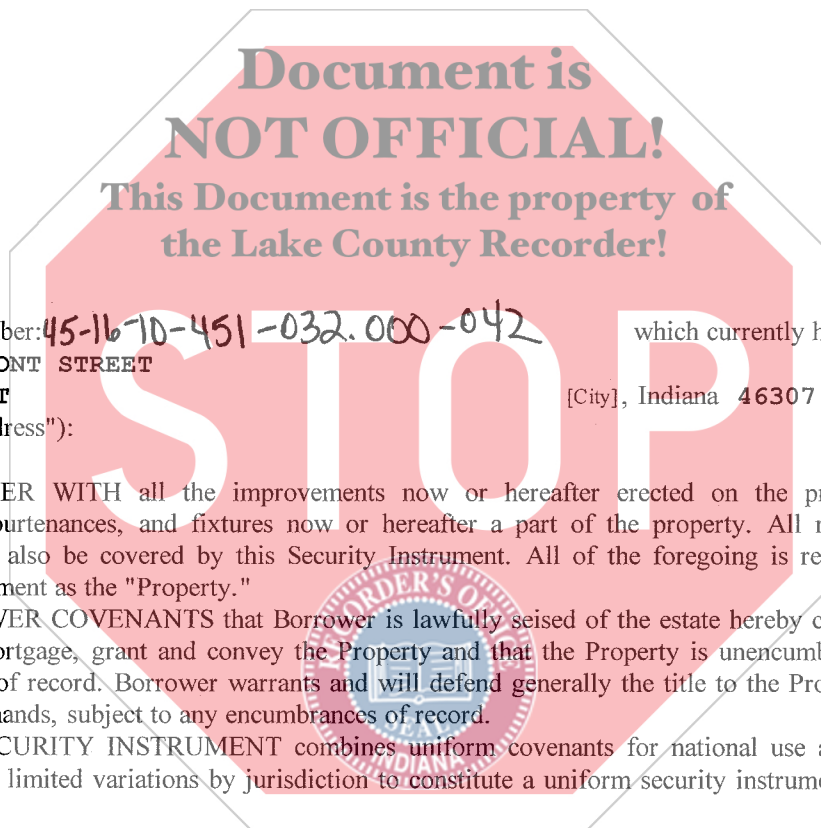 Document is
NOT OFFICIAL!
This Document is the property of
the Lake County Recorder!
STOP
ber: 45-16-10-451-032.000-042 which currently h
ONT STREET
T [City], Indiana 46307
dress"):
ER WITH all the improvements now or hereafter erected on the pr
purtenances, and fixtures now or hereafter a part of the property. All r
also be covered by this Security Instrument. All of the foregoing is re
ment as the "Property."
VER COVENANTS that Borrower is lawfully seised of the estate hereby c
ortgage, grant and convey the Property and that the Property is unencumb
of record. Borrower warrants and will defend generally the title to the Pro
mands, subject to any encumbrances of record.
CURITY INSTRUMENT combines uniform covenants for national use a
limited variations by jurisdiction to constitute a uniform security instrume
RECORDER'S OFFICE
SEAL
INDIANA